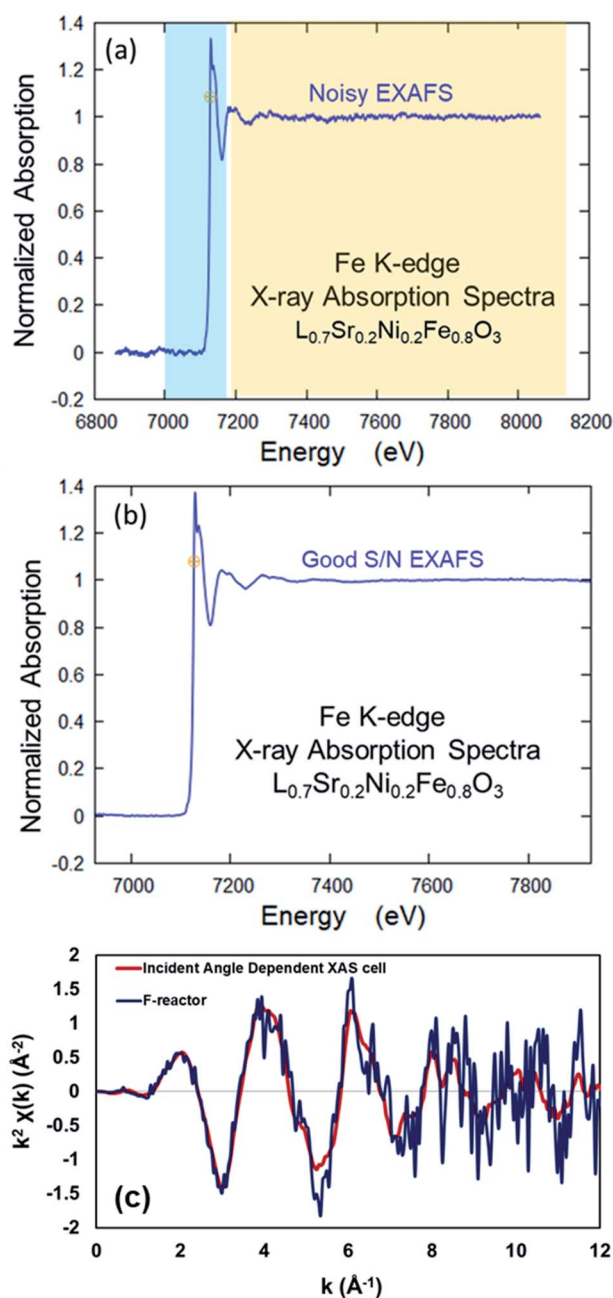 (a)
Noisy EXAFS
Fe K-edge
X-ray Absorption Spectra
L₀.₇Sr₀.₂Ni₀.₂Fe₀.₈O₃
Normalized Absorption
1.4
1.2
1
0.8
0.6
0.4
0.2
0
-0.2
6800 7000 7200 7400 7600 7800 8000 8200
Energy (eV)
(b)
Good S/N EXAFS
Fe K-edge
X-ray Absorption Spectra
L₀.₇Sr₀.₂Ni₀.₂Fe₀.₈O₃
Normalized Absorption
1.4
1.2
1
0.8
0.6
0.4
0.2
0
-0.2
7000 7200 7400 7600 7800
Energy (eV)
Incident Angle Dependent XAS cell
F-reactor
k² χ(k) (Å⁻²)
2
1.5
1
0.5
0
-0.5
-1
-1.5
-2
(c)
0 2 4 6 8 10 12
k (Å⁻¹)